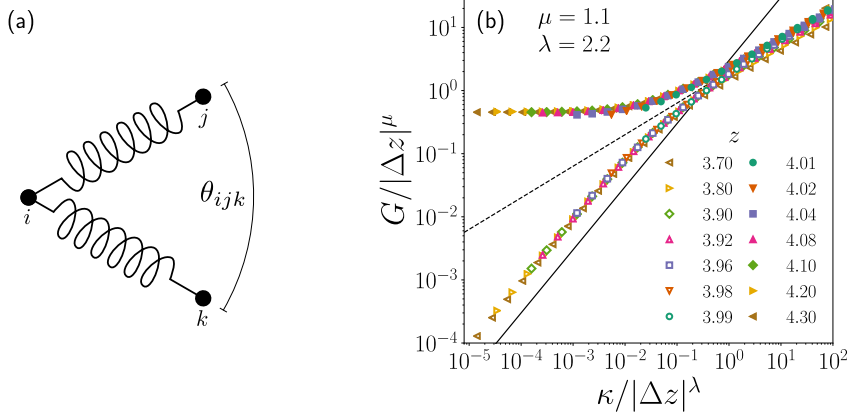 (a)
j
i
θ_{ijk}
k
(b)
μ = 1.1
λ = 2.2
G/|Δz|^μ
10^1
10^0
10^{-1}
10^{-2}
10^{-3}
10^{-4}
z
3.70 4.01
3.80 4.02
3.90 4.04
3.92 4.08
3.96 4.10
3.98 4.20
3.99 4.30
10^{-5} 10^{-4} 10^{-3} 10^{-2} 10^{-1} 10^0 10^1 10^2
κ/|Δz|^λ